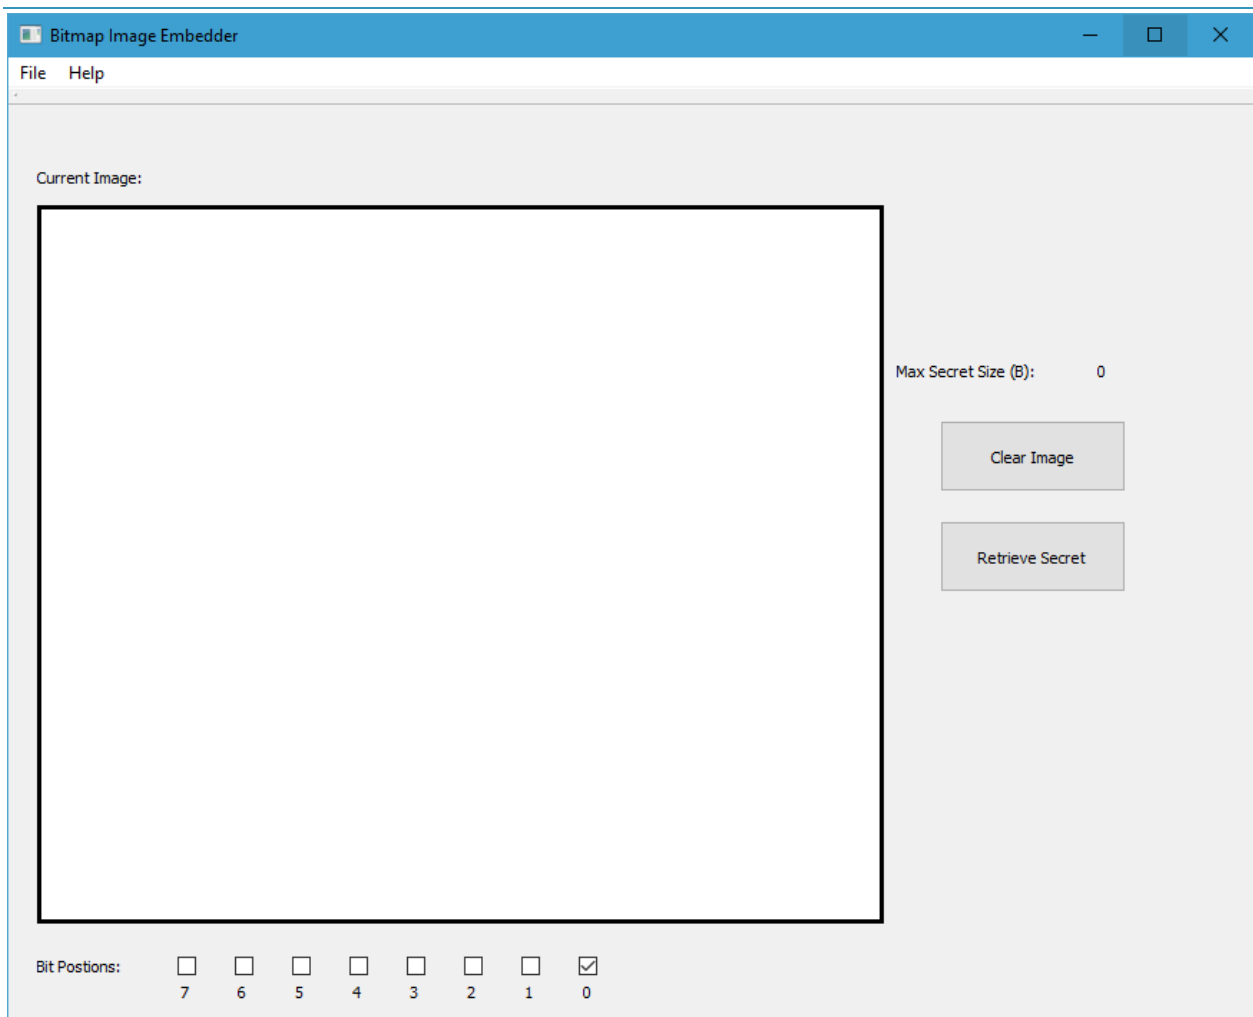 Bitmap Image Embedder
File Help
Current Image:
Max Secret Size (B): 0
Clear Image
Retrieve Secret
Bit Postions:
7 6 5 4 3 2 1 0